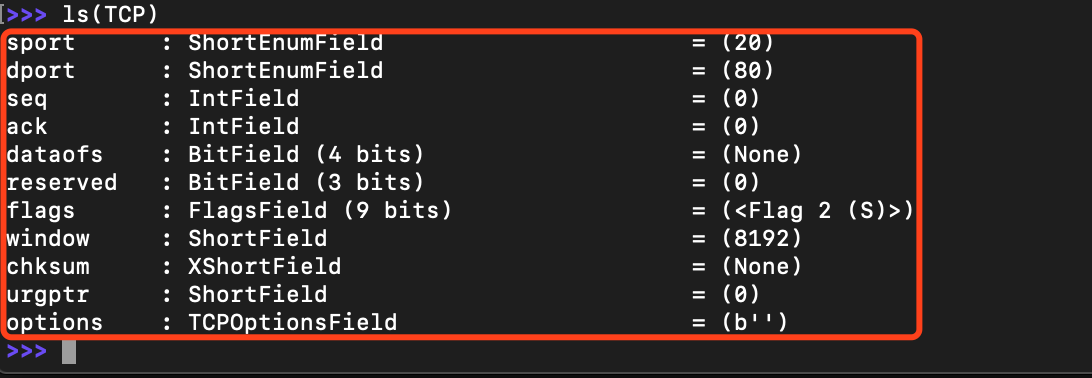 >>> ls(TCP)
sport      : ShortEnumField                      = (20)
dport      : ShortEnumField                      = (80)
seq        : IntField                            = (0)
ack        : IntField                            = (0)
dataofs    : BitField (4 bits)                   = (None)
reserved   : BitField (3 bits)                   = (0)
flags      : FlagsField (9 bits)                 = (<Flag 2 (S)>)
window     : ShortField                          = (8192)
chksum     : XShortField                         = (None)
urgptr     : ShortField                          = (0)
options    : TCPOptionsField                     = (b'')
>>>